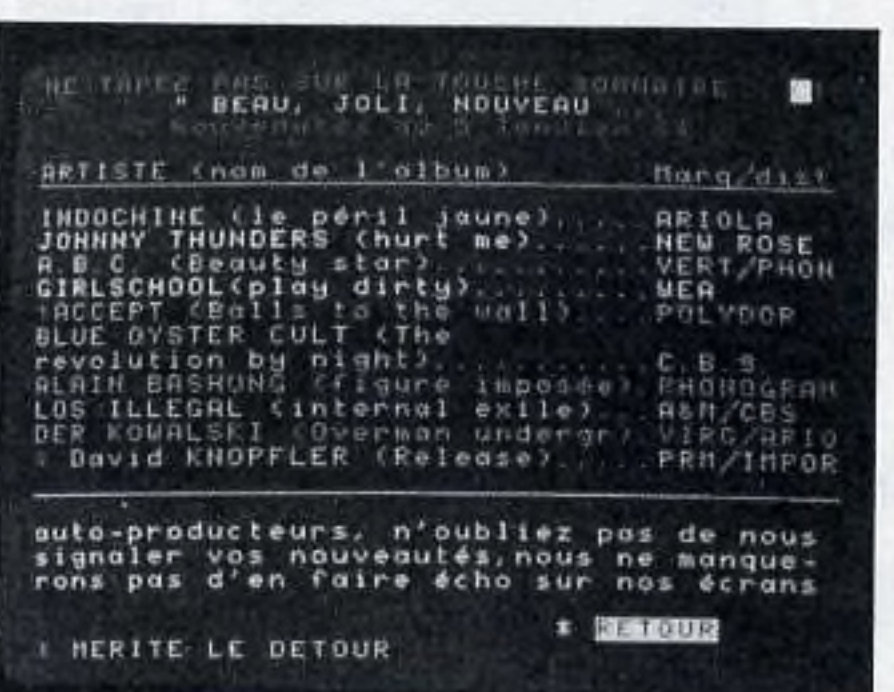 NE TAPEZ PAS SUR LA TOUCHE SOMMAIRE
" BEAU, JOLI, NOUVEAU
ARTISTE (nom de l'album) Marq/dist
INDOCHINE (le péril jaune)..... ARIOLA
JOHNNY THUNDERS (hurt me)...... NEW ROSE
A.B.C. (Beauty star)........... VERT/PHON
GIRLSCHOOL(play dirty)......... WEA
!ACCEPT (Balls to the wall).... POLYDOR
BLUE OYSTER CULT (The
revolution by night)........... C.B.S.
ALAIN BASHUNG (figure imposée). PHONOGRAM
LOS ILLEGAL (internal exile)... A&M/CBS
DER KOWALSKI (Overman undergr) VIRG/ARIO
! David KNOPFLER (Release)..... PRM/IMPOR
auto-producteurs, n'oubliez pas de nous
signaler vos nouveautés,nous ne manque-
rons pas d'en faire écho sur nos écrans
* RETOUR
! MERITE LE DETOUR